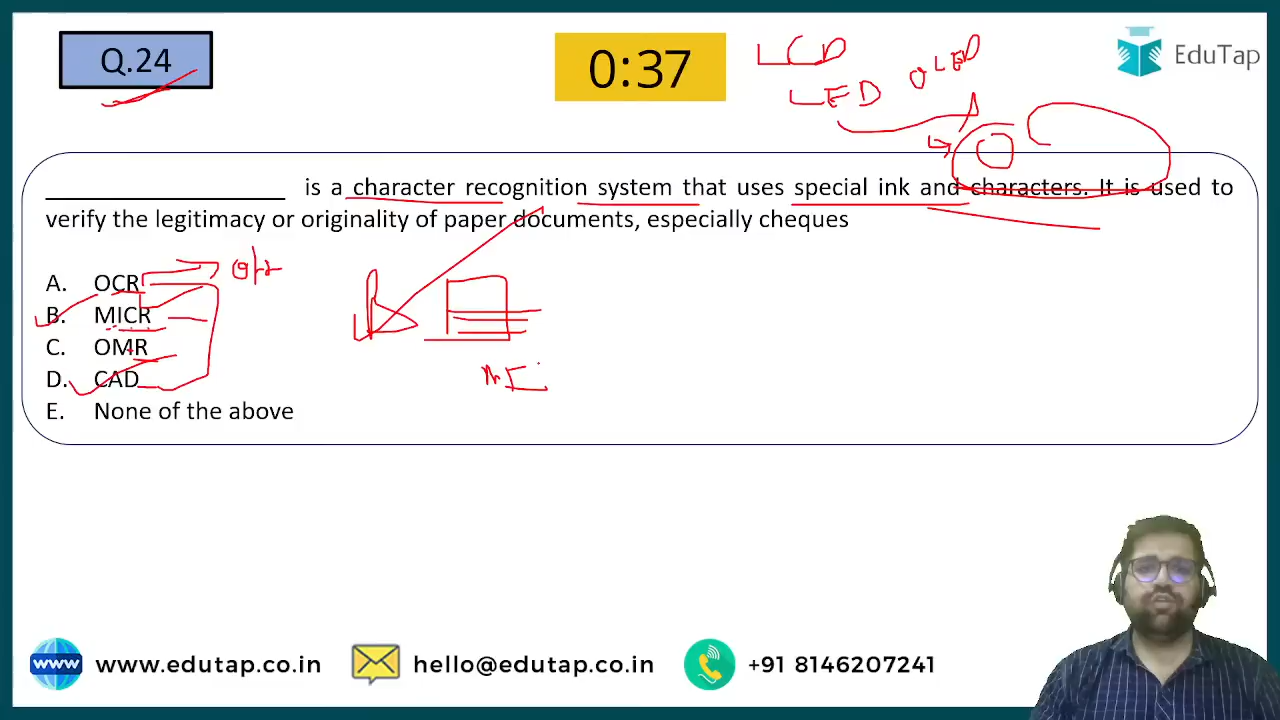 Q.24
0:37
LCD
LED OLED
EduTap
is a character recognition system that uses special ink and characters. It is used to
verify the legitimacy or originality of paper documents, especially cheques
A. OCR
B. MICR
C. OMR
D. CAD
E. None of the above
www www.edutap.co.in
hello@edutap.co.in
+91 8146207241